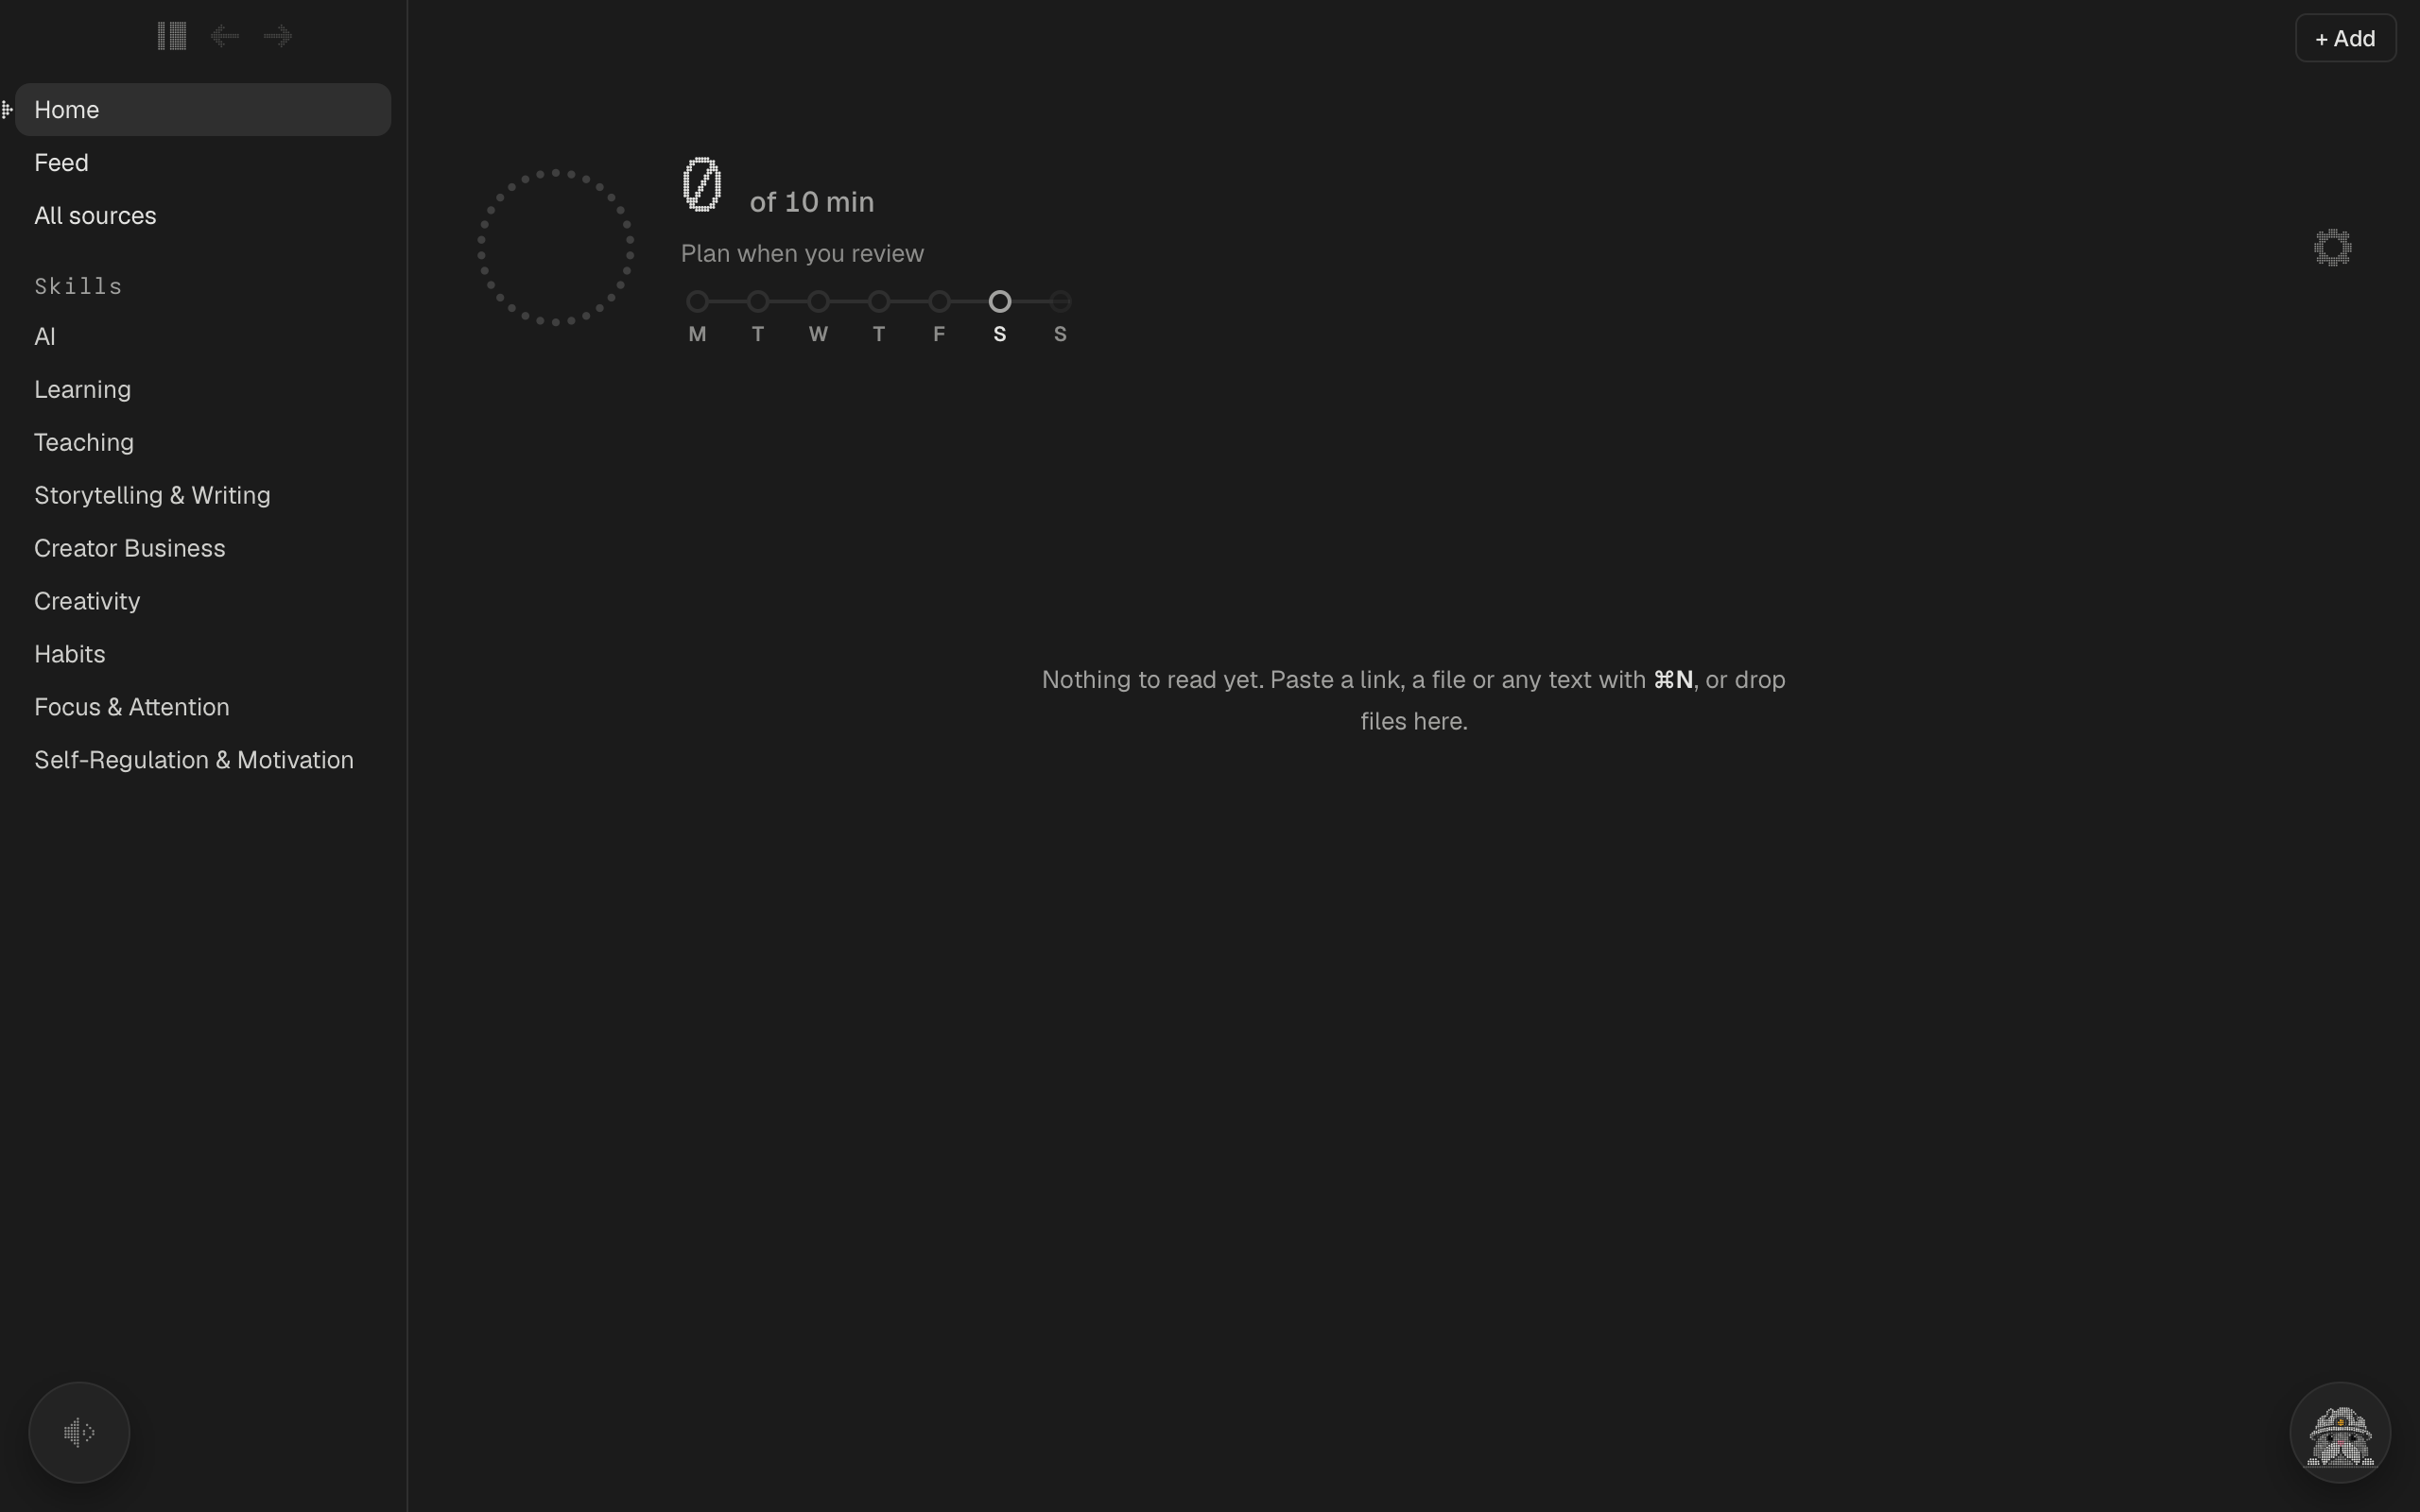 + Add
Home
Feed
All sources
Skills
AI
Learning
Teaching
Storytelling & Writing
Creator Business
Creativity
Habits
Focus & Attention
Self-Regulation & Motivation
0 of 10 min
Plan when you review
M T W T F S S
Nothing to read yet. Paste a link, a file or any text with ⌘N, or drop
files here.